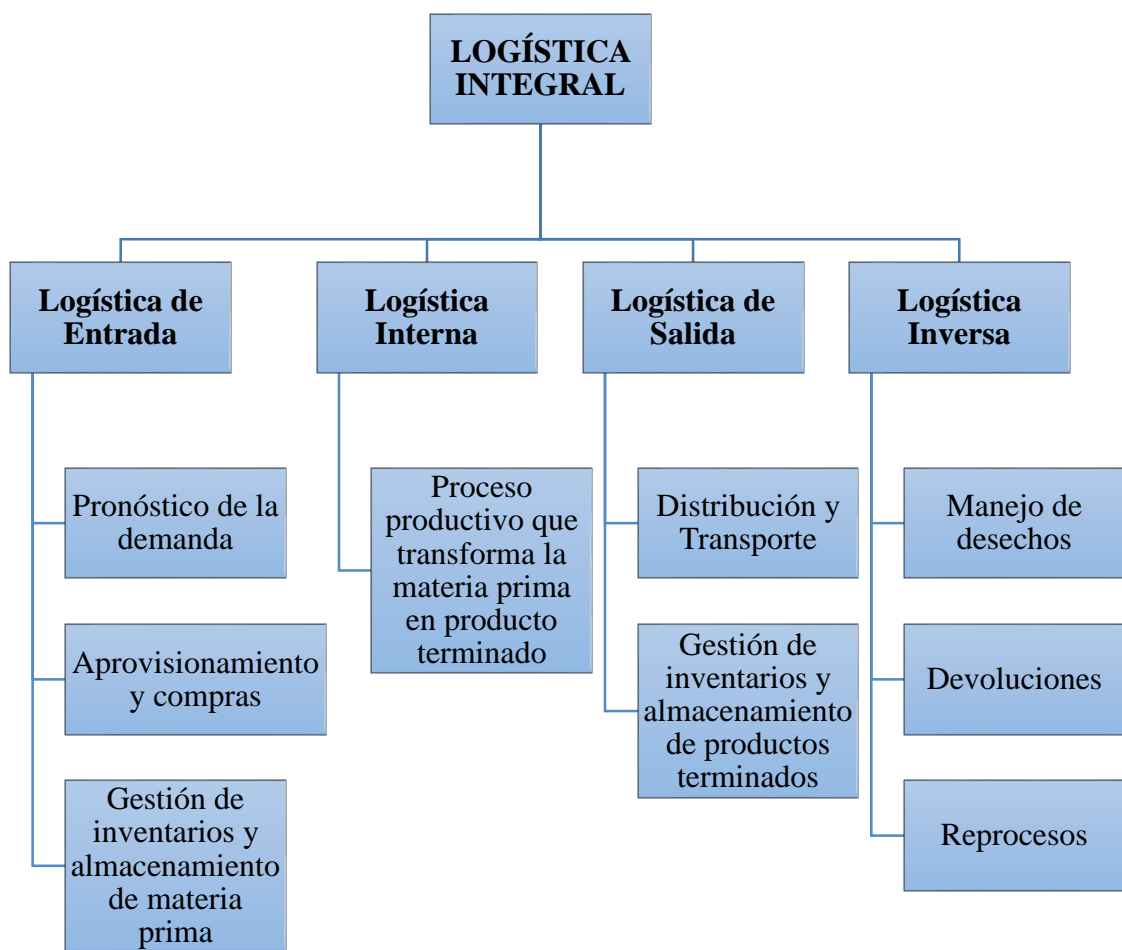 LOGÍSTICA
INTEGRAL
Logística de
Entrada
Pronóstico de la
demanda
Aprovisionamiento
y compras
Gestión de
inventarios y
almacenamiento
de materia
prima
Logística
Interna
Proceso
productivo que
transforma la
materia prima
en producto
terminado
Logística de
Salida
Distribución y
Transporte
Gestión de
inventarios y
almacenamiento
de productos
terminados
Logística
Inversa
Manejo de
desechos
Devoluciones
Reprocesos